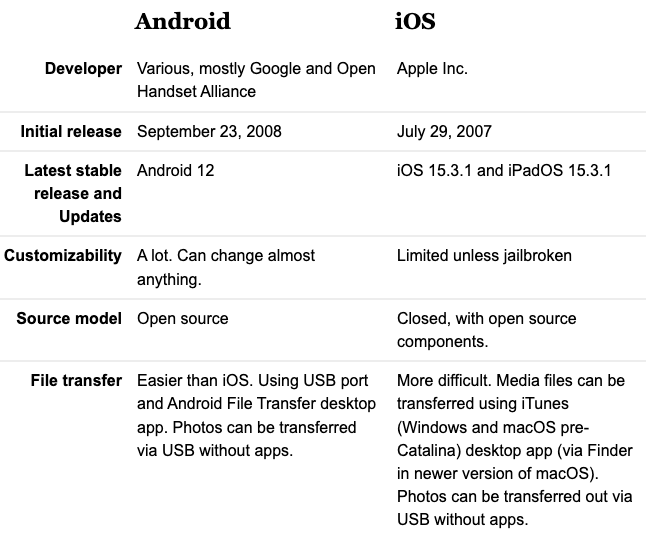 Android iOS
Developer Various, mostly Google and Open Apple Inc.
Handset Alliance
Initial release September 23, 2008 July 29, 2007
Latest stable Android 12 iOS 15.3.1 and iPadOS 15.3.1
release and
Updates
Customizability A lot. Can change almost Limited unless jailbroken
anything.
Source model Open source Closed, with open source
components.
File transfer Easier than iOS. Using USB port More difficult. Media files can be
and Android File Transfer desktop transferred using iTunes
app. Photos can be transferred (Windows and macOS pre-
via USB without apps. Catalina) desktop app (via Finder
in newer version of macOS).
Photos can be transferred out via
USB without apps.